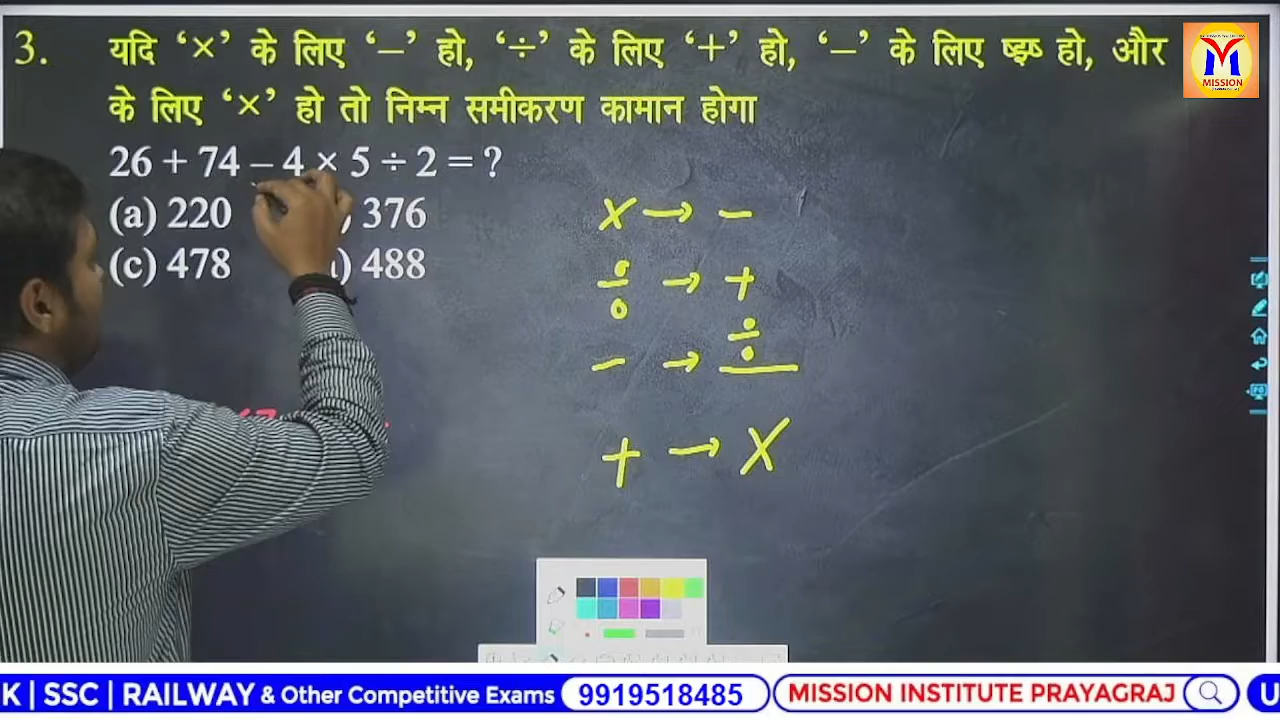 3. यदि ‘×’ के लिए ‘–’ हो, ‘÷’ के लिए ‘+’ हो, ‘–’ के लिए हो, और
के लिए ‘×’ हो तो निम्न समीकरण कामान होगा
26 + 74 – 4 × 5 ÷ 2 = ?
(a) 220 376
(c) 478 ) 488
× → –
÷ → +
– → ÷
+ → ×
MISSION
K | SSC | RAILWAY & Other Competitive Exams 9919518485 MISSION INSTITUTE PRAYAGRAJ U